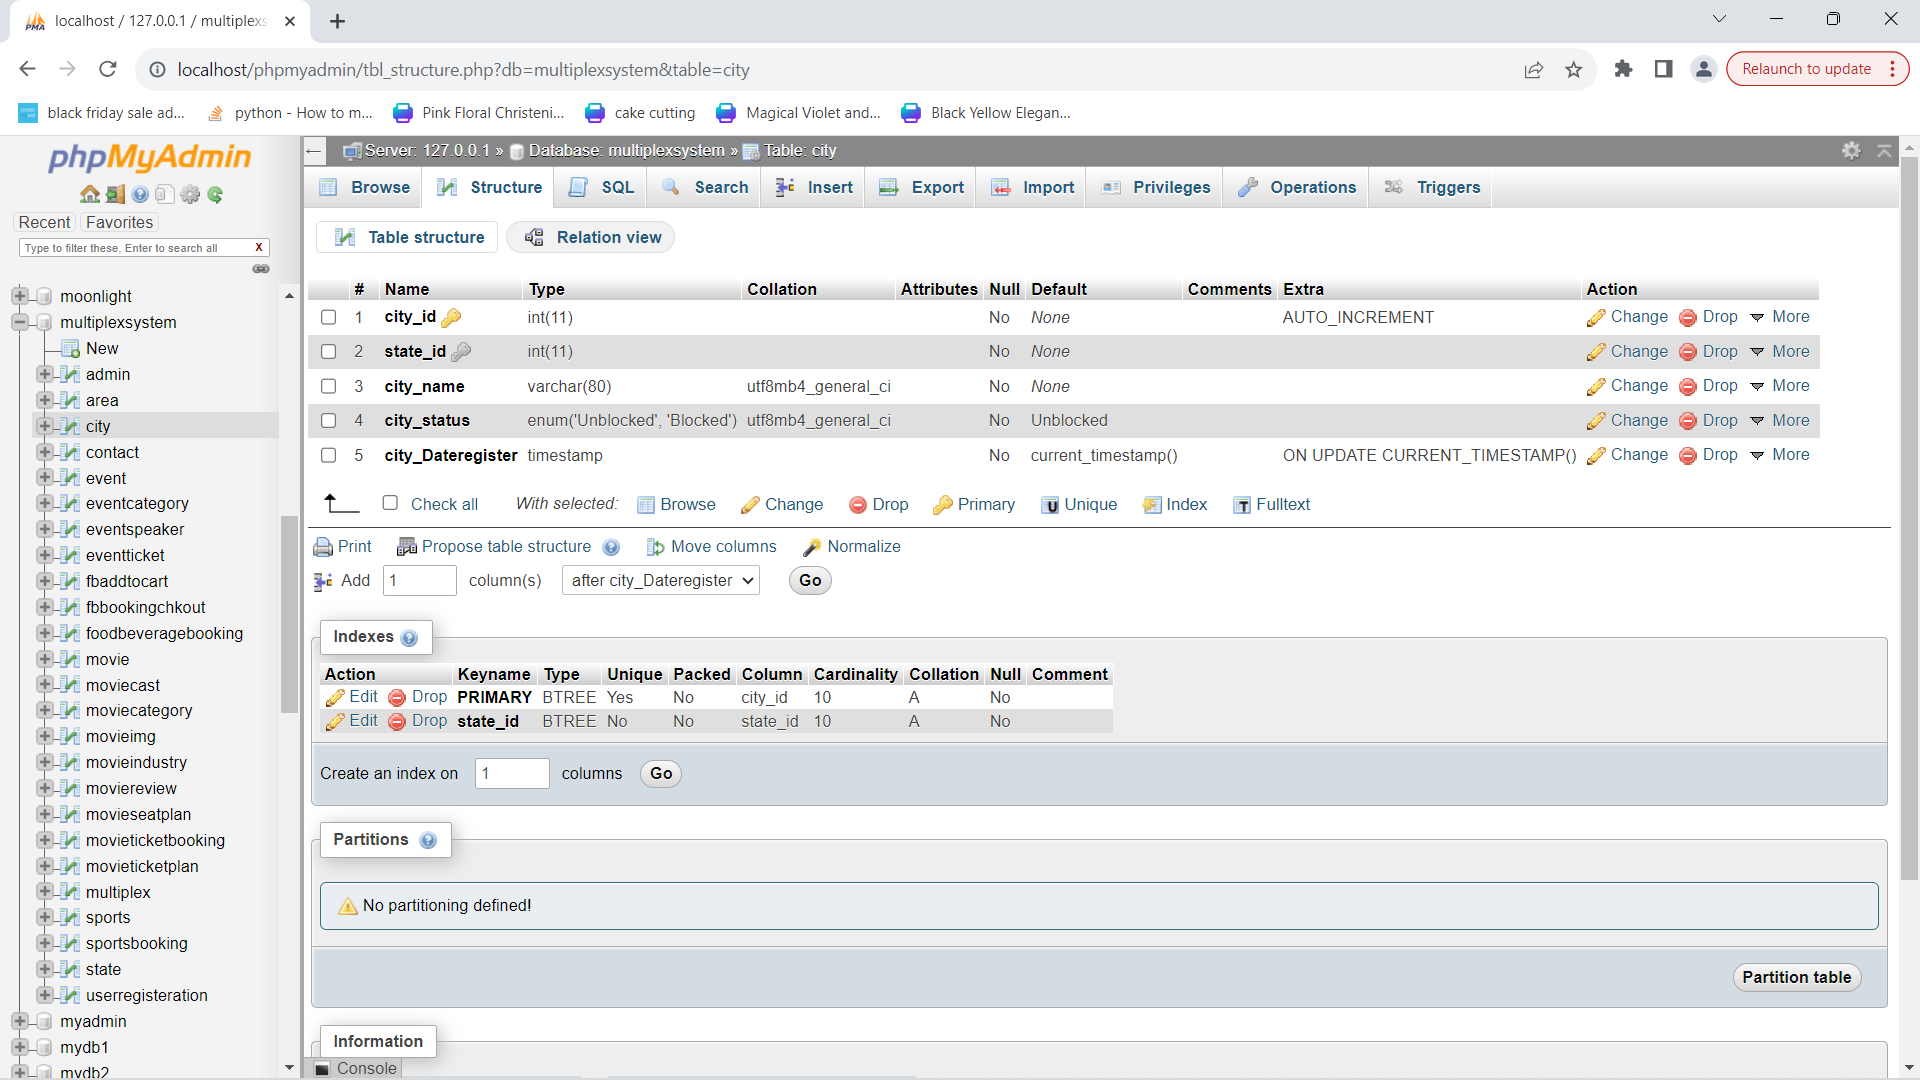 localhost / 127.0.0.1 / multiplexs
localhost/phpmyadmin/tbl_structure.php?db=multiplexsystem&table=city
Relaunch to update
black friday sale ad...
python - How to m...
Pink Floral Christeni...
cake cutting
Magical Violet and...
Black Yellow Elegan...
phpMyAdmin
Recent Favorites
Type to filter these, Enter to search all X
moonlight
multiplexsystem
New
admin
area
city
contact
event
eventcategory
eventspeaker
eventticket
fbaddtocart
fbbookingchkout
foodbeveragebooking
movie
moviecast
moviecategory
movieimg
movieindustry
moviereview
movieseatplan
movieticketbooking
movieticketplan
multiplex
sports
sportsbooking
state
userregisteration
myadmin
mydb1
mydb2
Server: 127.0.0.1 » Database: multiplexsystem » Table: city
Browse Structure SQL Search Insert Export Import Privileges Operations Triggers
Table structure Relation view
# Name Type Collation Attributes Null Default Comments Extra Action
1 city_id int(11) No None AUTO_INCREMENT Change Drop More
2 state_id int(11) No None Change Drop More
3 city_name varchar(80) utf8mb4_general_ci No None Change Drop More
4 city_status enum('Unblocked', 'Blocked') utf8mb4_general_ci No Unblocked Change Drop More
5 city_Dateregister timestamp No current_timestamp() ON UPDATE CURRENT_TIMESTAMP() Change Drop More
Check all With selected: Browse Change Drop Primary Unique Index Fulltext
Print Propose table structure Move columns Normalize
Add 1 column(s) after city_Dateregister Go
Indexes
Action Keyname Type Unique Packed Column Cardinality Collation Null Comment
Edit Drop PRIMARY BTREE Yes No city_id 10 A No
Edit Drop state_id BTREE No No state_id 10 A No
Create an index on 1 columns Go
Partitions
No partitioning defined!
Partition table
Information
Console